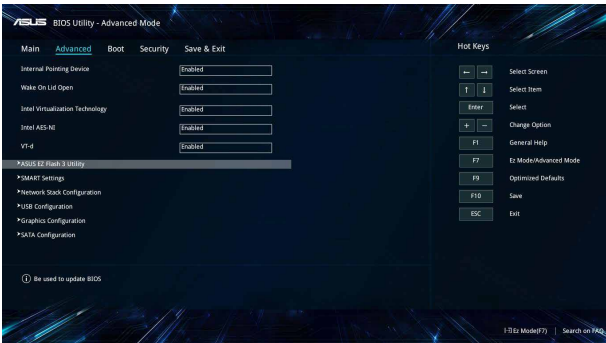 ASUS BIOS Utility - Advanced Mode
Main Advanced Boot Security Save & Exit
Internal Pointing Device Enabled
Wake On Lid Open Enabled
Intel Virtualization Technology Enabled
Intel AES-NI Enabled
VT-d Enabled
ASUS EZ Flash 3 Utility
SMART Settings
Network Stack Configuration
USB Configuration
Graphics Configuration
SATA Configuration
i Be used to update BIOS
Hot Keys
← → Select Screen
↑ ↓ Select Item
Enter Select
+ − Change Option
F1 General Help
F7 Ez Mode/Advanced Mode
F9 Optimized Defaults
F10 Save
ESC Exit
Ez Mode(F7) | Search on FAQ